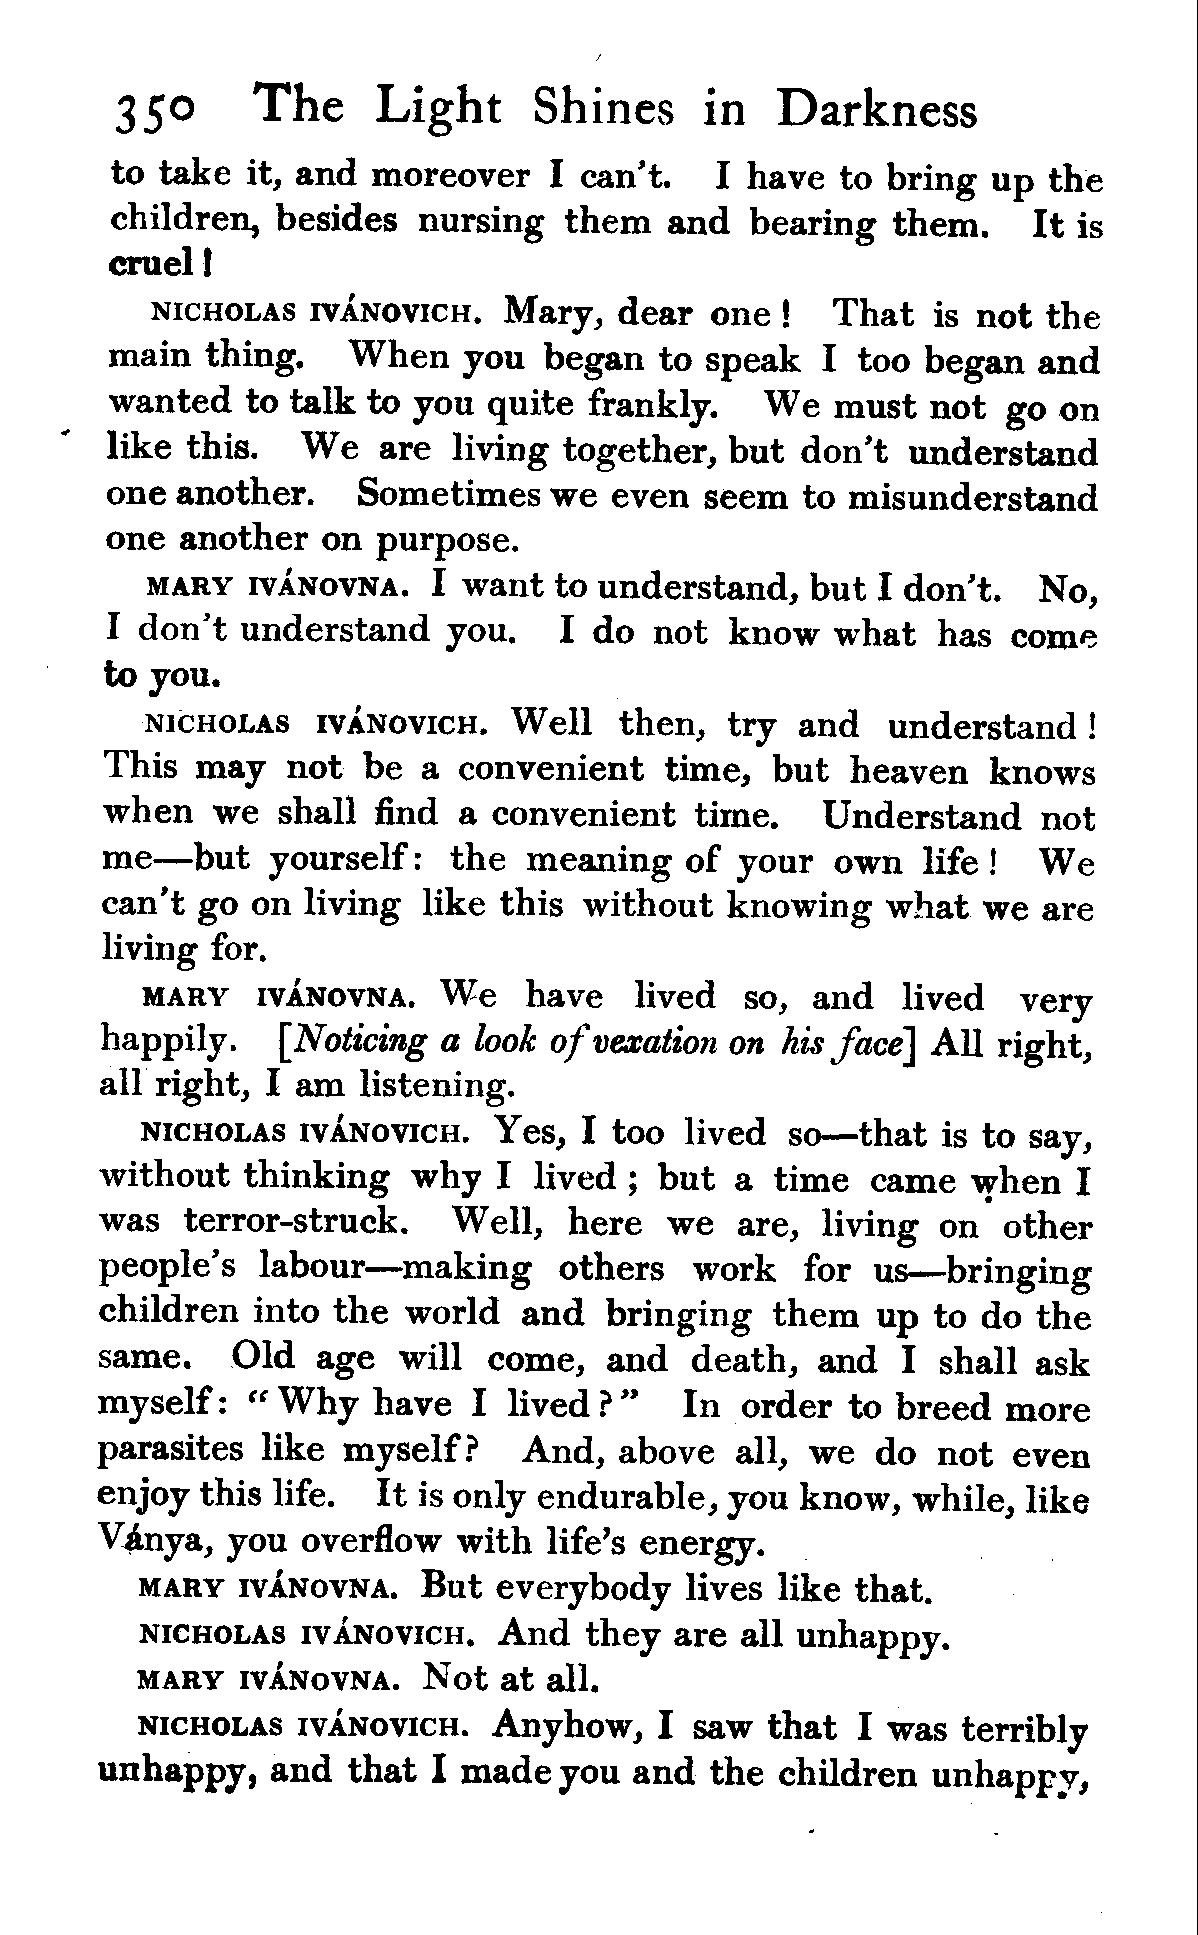 350 The Light Shines in Darkness
to take it, and moreover I can't. I have to bring up the
children, besides nursing them and bearing them. It is
cruel!
NICHOLAS IVÁNOVICH. Mary, dear one! That is not the
main thing. When you began to speak I too began and
wanted to talk to you quite frankly. We must not go on
like this. We are living together, but don't understand
one another. Sometimes we even seem to misunderstand
one another on purpose.
MARY IVÁNOVNA. I want to understand, but I don't. No,
I don't understand you. I do not know what has come
to you.
NICHOLAS IVÁNOVICH. Well then, try and understand!
This may not be a convenient time, but heaven knows
when we shall find a convenient time. Understand not
me—but yourself: the meaning of your own life! We
can't go on living like this without knowing what we are
living for.
MARY IVÁNOVNA. We have lived so, and lived very
happily. [Noticing a look of vexation on his face] All right,
all right, I am listening.
NICHOLAS IVÁNOVICH. Yes, I too lived so—that is to say,
without thinking why I lived; but a time came when I
was terror-struck. Well, here we are, living on other
people's labour—making others work for us—bringing
children into the world and bringing them up to do the
same. Old age will come, and death, and I shall ask
myself: "Why have I lived?" In order to breed more
parasites like myself? And, above all, we do not even
enjoy this life. It is only endurable, you know, while, like
Ványa, you overflow with life's energy.
MARY IVÁNOVNA. But everybody lives like that.
NICHOLAS IVÁNOVICH. And they are all unhappy.
MARY IVÁNOVNA. Not at all.
NICHOLAS IVÁNOVICH. Anyhow, I saw that I was terribly
unhappy, and that I made you and the children unhappy,